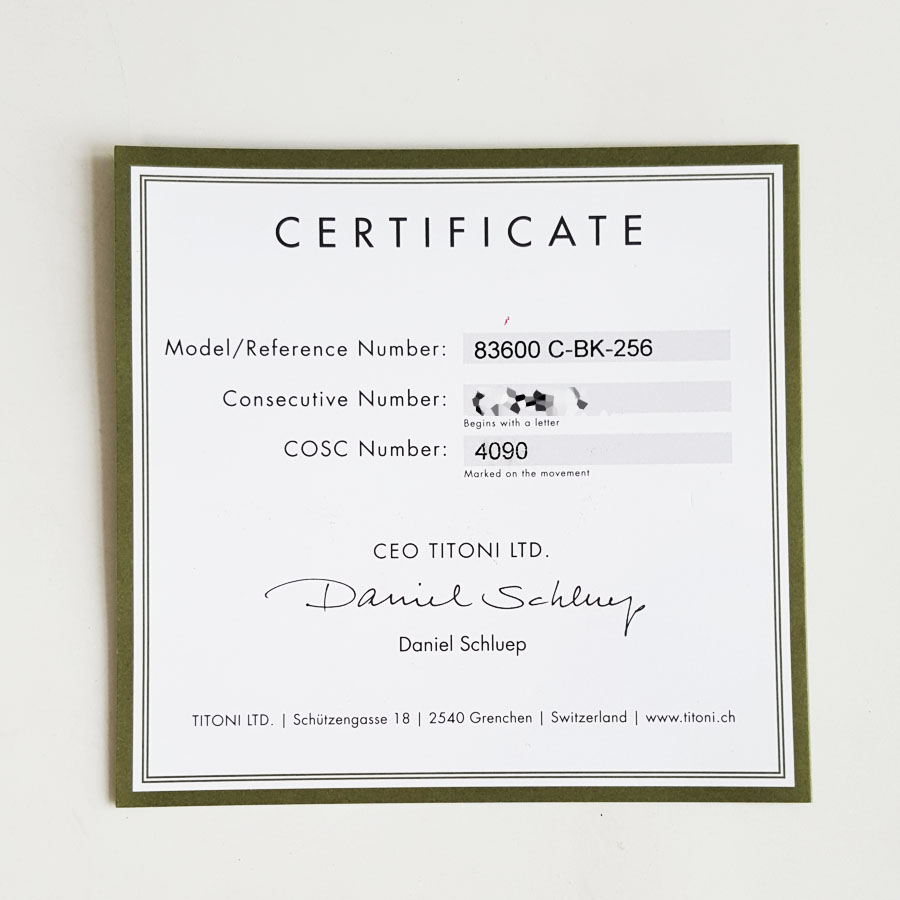 CERTIFICATE
Model/Reference Number: 83600 C-BK-256
Consecutive Number:
Begins with a letter
COSC Number: 4090
Marked on the movement
CEO TITONI LTD.
Daniel Schluep
Daniel Schluep
TITONI LTD. | Schützengasse 18 | 2540 Grenchen | Switzerland | www.titoni.ch